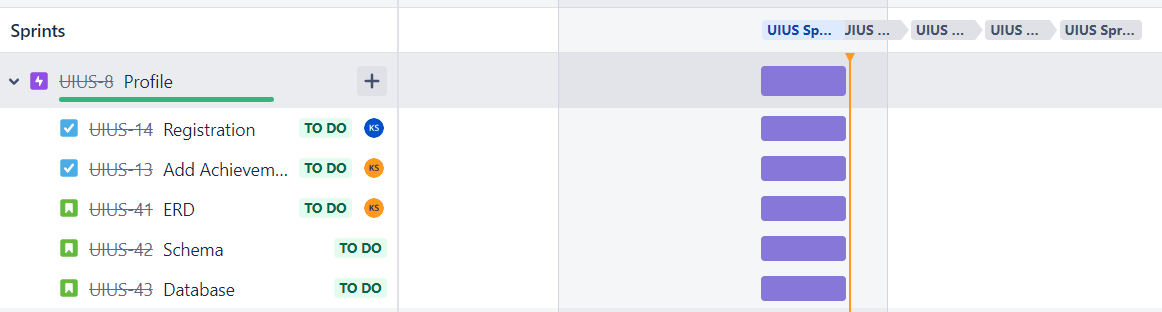 Sprints UIUS Sp... UIUS ... UIUS ... UIUS ... UIUS Spr...
UIUS-8 Profile
UIUS-14 Registration TO DO KS
UIUS-13 Add Achievem... TO DO KS
UIUS-41 ERD TO DO KS
UIUS-42 Schema TO DO
UIUS-43 Database TO DO